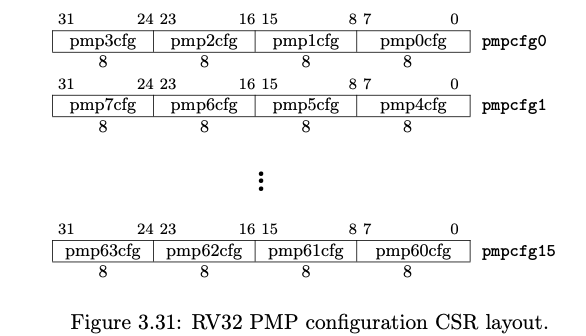 31 24 23 16 15 8 7 0
pmp3cfg pmp2cfg pmp1cfg pmp0cfg pmpcfg0
8 8 8 8
31 24 23 16 15 8 7 0
pmp7cfg pmp6cfg pmp5cfg pmp4cfg pmpcfg1
8 8 8 8
31 24 23 16 15 8 7 0
pmp63cfg pmp62cfg pmp61cfg pmp60cfg pmpcfg15
8 8 8 8
Figure 3.31: RV32 PMP configuration CSR layout.